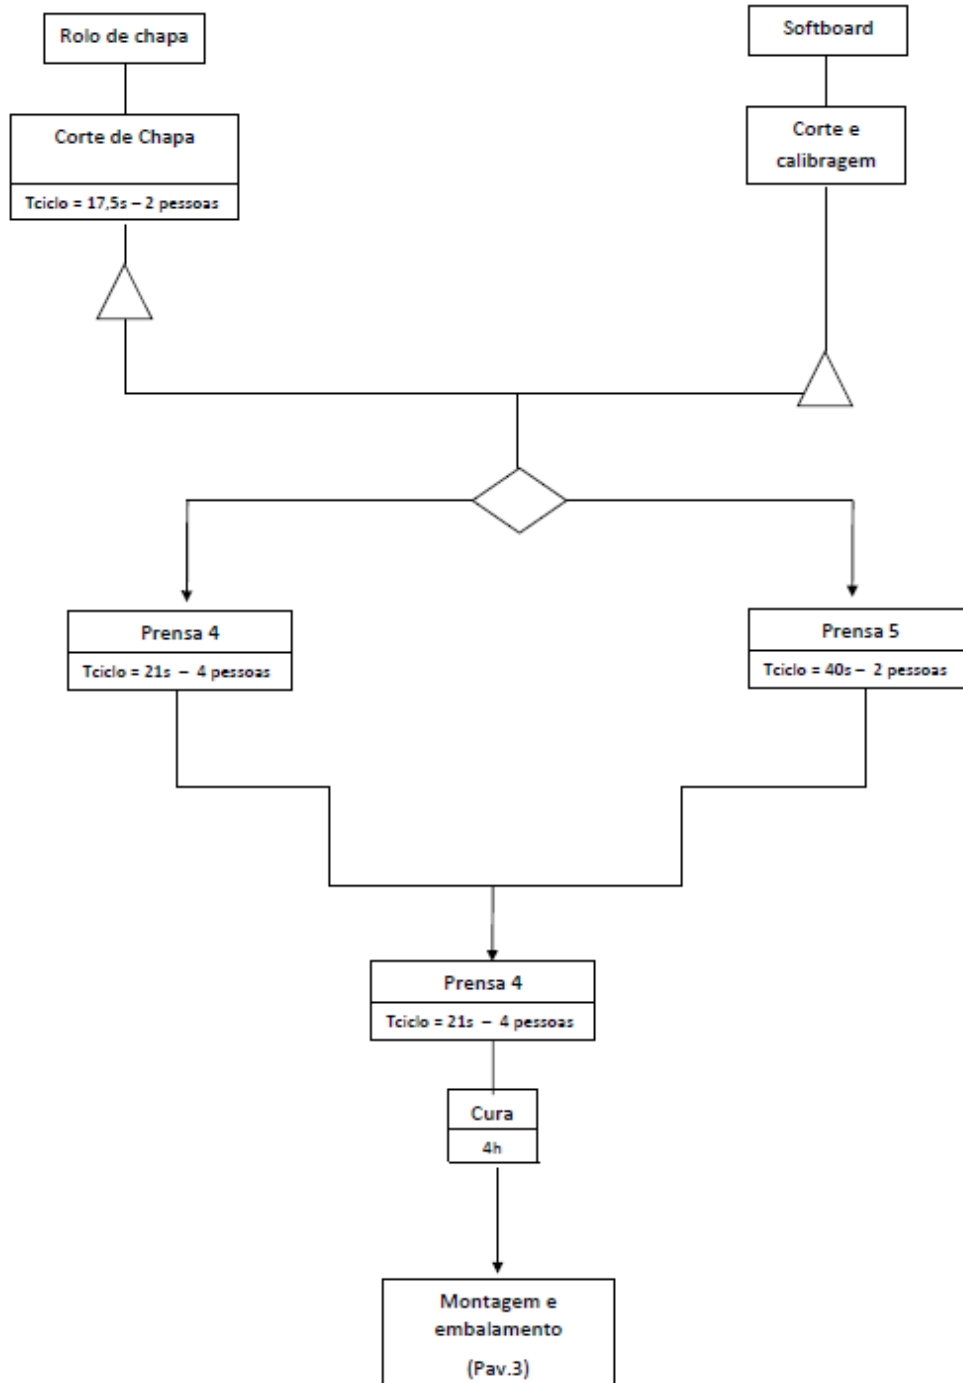 Rolo de chapa
Softboard
Corte de Chapa
Tciclo = 17,5s – 2 pessoas
Corte e
calibragem
Prensa 4
Tciclo = 21s – 4 pessoas
Prensa 5
Tciclo = 40s – 2 pessoas
Prensa 4
Tciclo = 21s – 4 pessoas
Cura
4h
Montagem e
embalamento
(Pav.3)